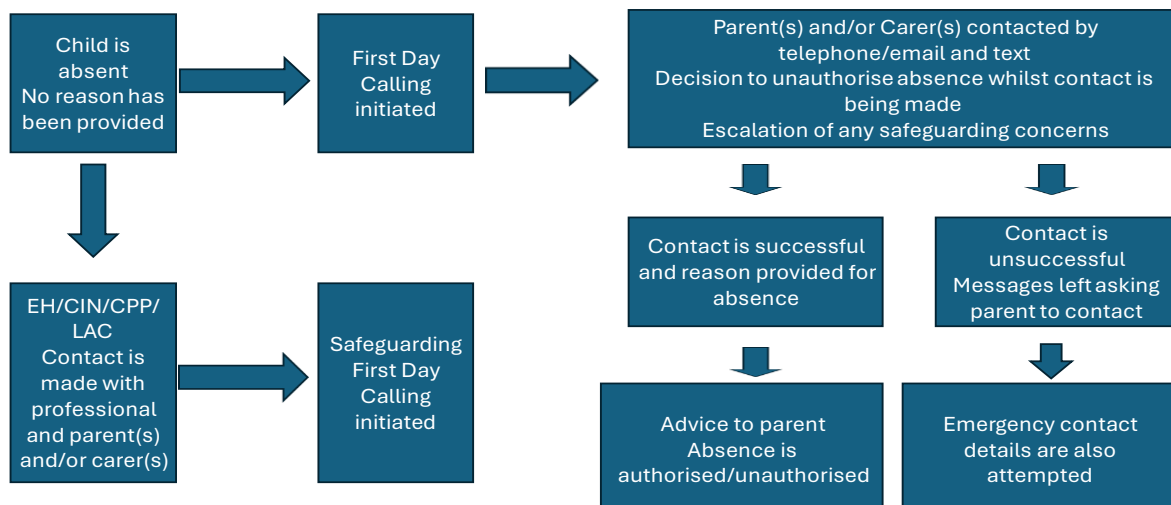 Child is
absent
No reason has
been provided
First Day
Calling
initiated
Parent(s) and/or Carer(s) contacted by
telephone/email and text
Decision to unauthorise absence whilst contact is
being made
Escalation of any safeguarding concerns
Contact is successful
and reason provided for
absence
Contact is
unsuccessful
Messages left asking
parent to contact
EH/CIN/CPP/
LAC
Contact is
made with
professional
and parent(s)
and/or carer(s)
Safeguarding
First Day
Calling
initiated
Advice to parent
Absence is
authorised/unauthorised
Emergency contact
details are also
attempted